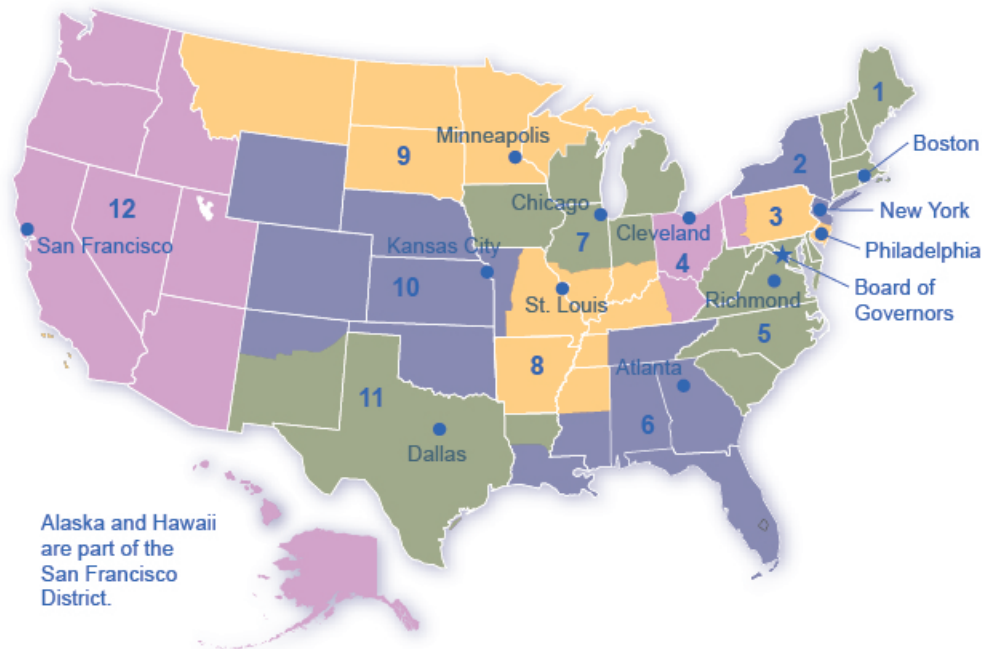 1
Boston
2
New York
3
Philadelphia
Board of
Governors
Minneapolis
9
Chicago
12
San Francisco
7
Cleveland
4
Kansas City
10
St. Louis
Richmond
5
8
Atlanta
11
6
Dallas
Alaska and Hawaii
are part of the
San Francisco
District.